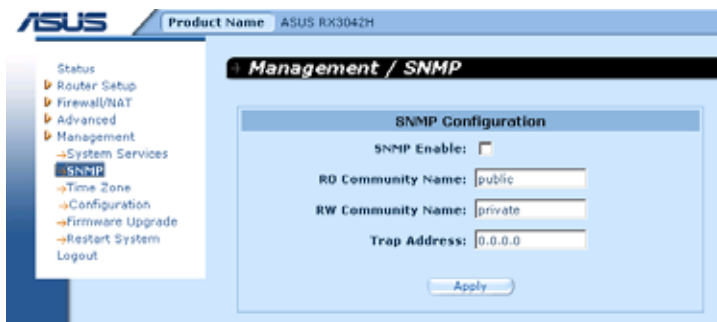 ASUS
Product Name ASUS RX3042H
Status
Router Setup
Firewall/NAT
Advanced
Management
System Services
SNMP
Time Zone
Configuration
Firmware Upgrade
Restart System
Logout
Management / SNMP
SNMP Configuration
SNMP Enable:
RO Community Name: public
RW Community Name: private
Trap Address: 0.0.0.0
Apply